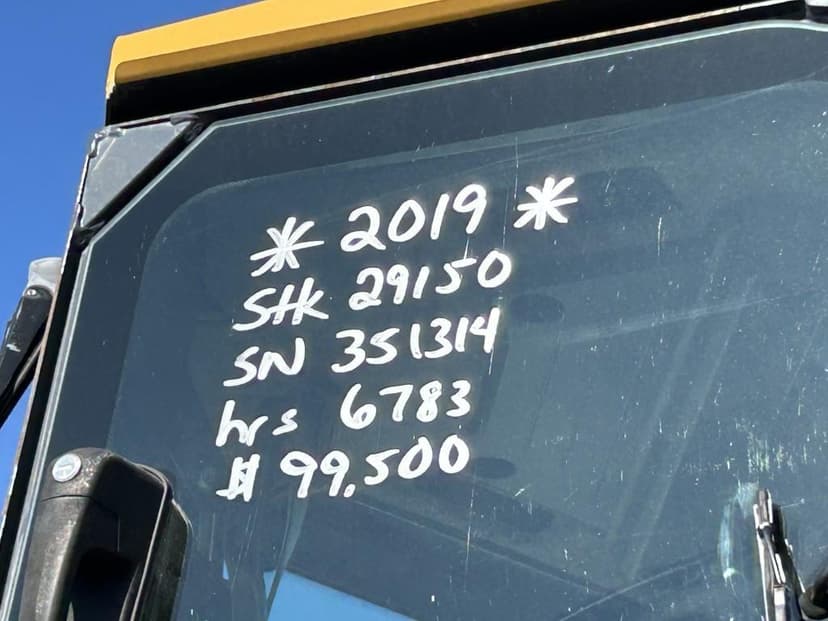 * 2019 *
Stk 29150
SN 351314
hrs 6783
$ 99,500